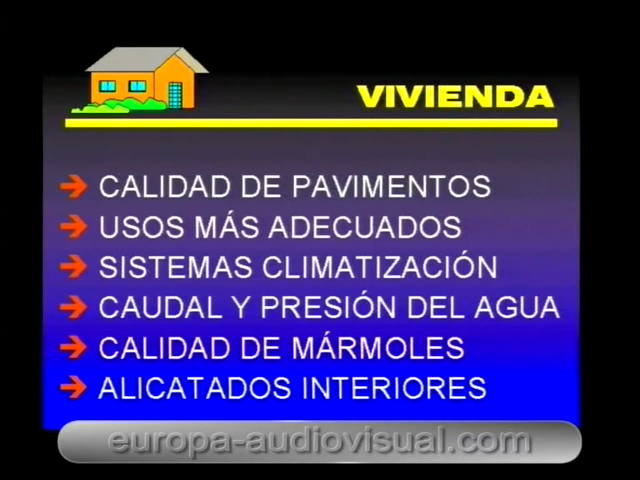 VIVIENDA
CALIDAD DE PAVIMENTOS
USOS MÁS ADECUADOS
SISTEMAS CLIMATIZACIÓN
CAUDAL Y PRESIÓN DEL AGUA
CALIDAD DE MÁRMOLES
ALICATADOS INTERIORES
europa-audiovisual.com